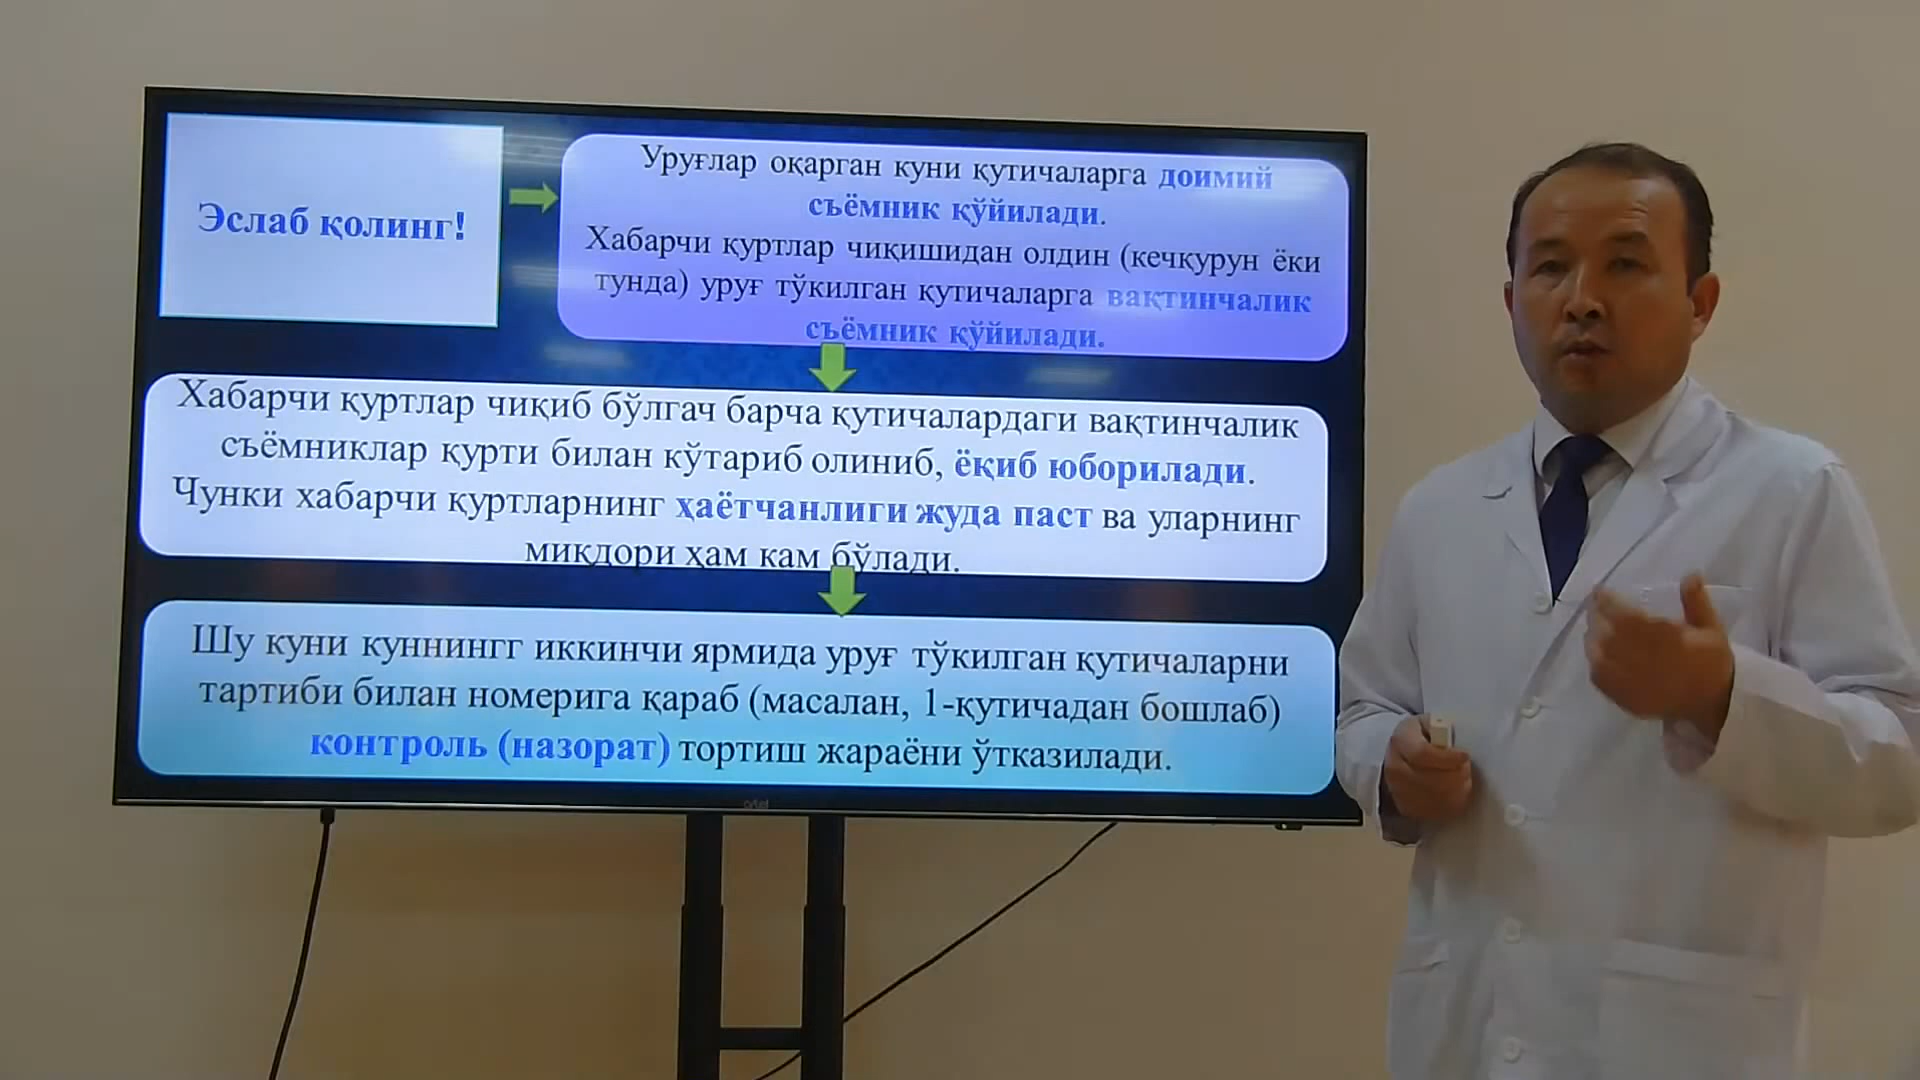 Эслаб қолинг!
Уруғлар оқарган куни қутичаларга доимий
съёмник қўйилади.
Хабарчи қуртлар чиқишидан олдин (кечқурун ёки
тунда) уруғ тўкилган қутичаларга вақтинчалик
съёмник қўйилади.
Хабарчи қуртлар чиқиб бўлгач барча қутичалардаги вақтинчалик
съёмниклар қурти билан кўтариб олиниб, ёқиб юборилади.
Чунки хабарчи қуртларнинг ҳаётчанлиги жуда паст ва уларнинг
миқдори ҳам кам бўлади.
Шу куни куннингг иккинчи ярмида уруғ тўкилган қутичаларни
тартиби билан номерига қараб (масалан, 1-қутичадан бошлаб)
контроль (назорат) тортиш жараёни ўтказилади.
artel